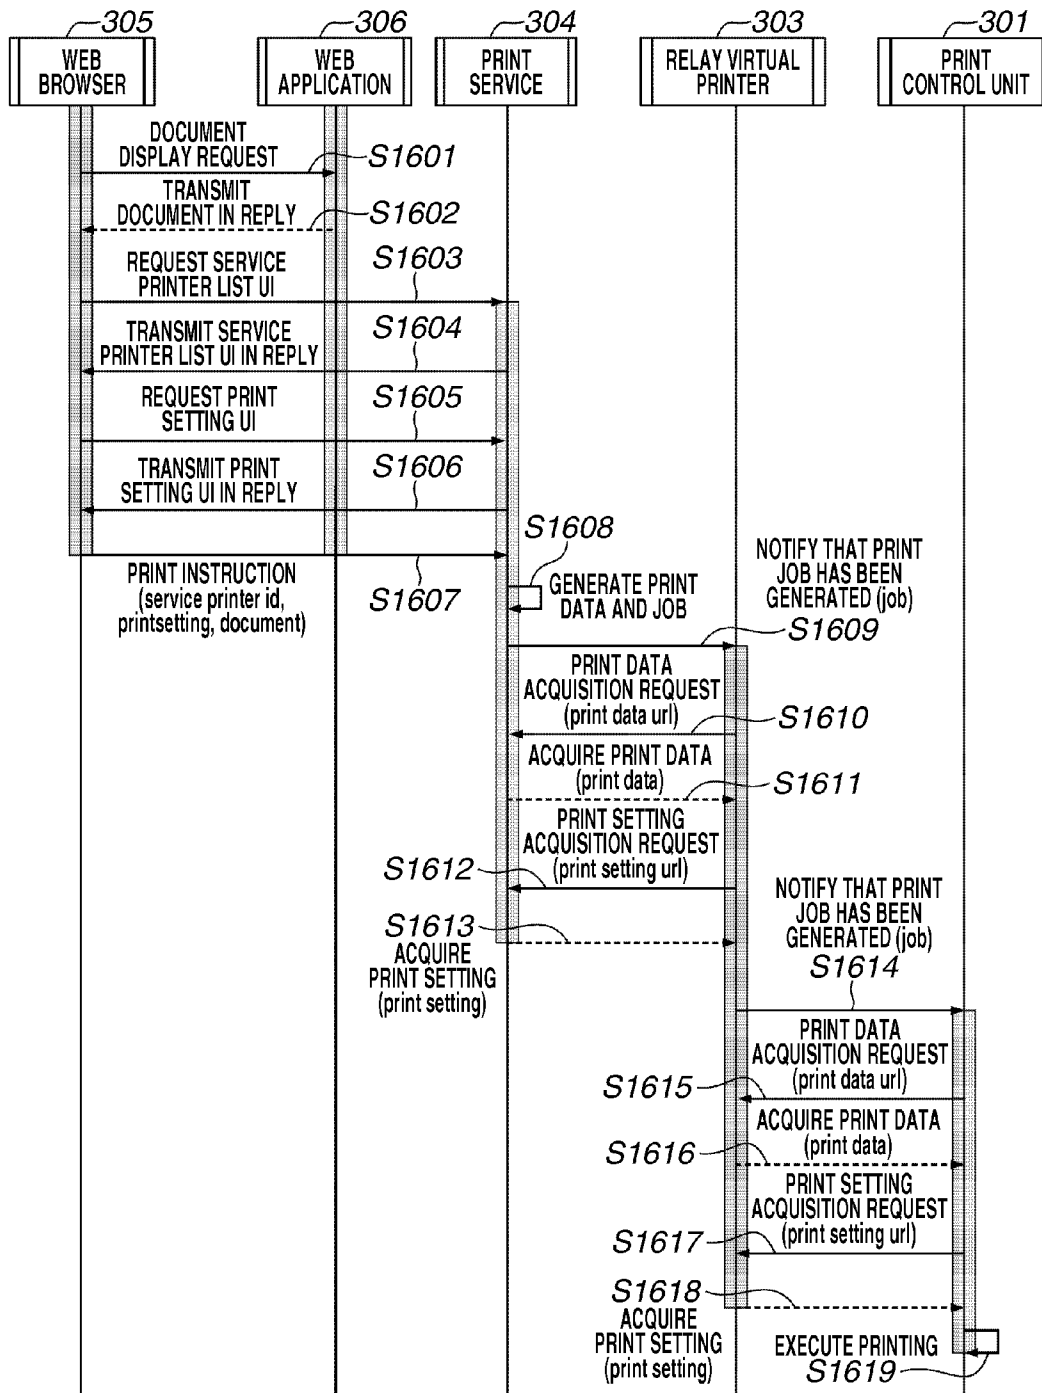 305
306
304
303
301
WEB
BROWSER
WEB
APPLICATION
PRINT
SERVICE
RELAY VIRTUAL
PRINTER
PRINT
CONTROL UNIT
DOCUMENT
DISPLAY REQUEST
S1601
TRANSMIT
DOCUMENT IN REPLY
S1602
REQUEST SERVICE
PRINTER LIST UI
S1603
TRANSMIT SERVICE
PRINTER LIST UI IN REPLY
S1604
REQUEST PRINT
SETTING UI
S1605
TRANSMIT PRINT
SETTING UI IN REPLY
S1606
PRINT INSTRUCTION
(service printer id,
printsetting, document)
S1607
S1608
GENERATE PRINT
DATA AND JOB
NOTIFY THAT PRINT
JOB HAS BEEN
GENERATED (job)
S1609
PRINT DATA
ACQUISITION REQUEST
(print data url)
S1610
ACQUIRE PRINT DATA
(print data)
S1611
PRINT SETTING
ACQUISITION REQUEST
(print setting url)
S1612
S1613
ACQUIRE
PRINT SETTING
(print setting)
NOTIFY THAT PRINT
JOB HAS BEEN
GENERATED (job)
S1614
PRINT DATA
ACQUISITION REQUEST
(print data url)
S1615
ACQUIRE PRINT DATA
(print data)
S1616
PRINT SETTING
ACQUISITION REQUEST
(print setting url)
S1617
S1618
ACQUIRE
PRINT SETTING
(print setting)
EXECUTE PRINTING
S1619